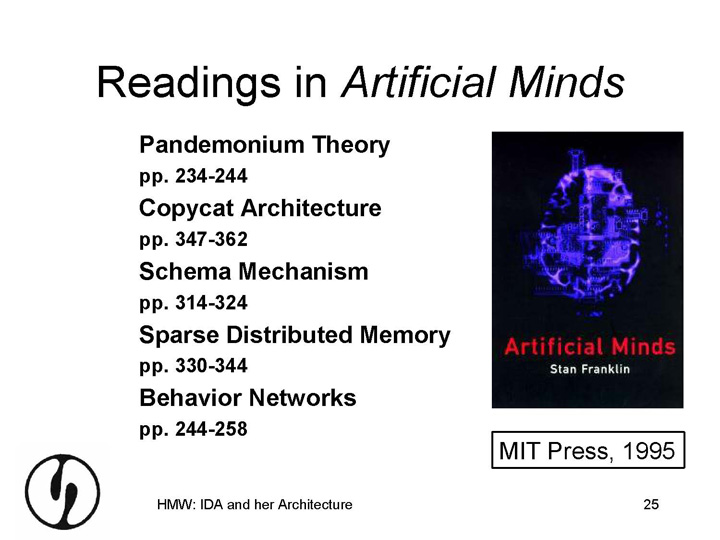 Readings in Artificial Minds
Pandemonium Theory
pp. 234-244
Copycat Architecture
pp. 347-362
Schema Mechanism
pp. 314-324
Sparse Distributed Memory
pp. 330-344
Behavior Networks
pp. 244-258
Artificial Minds
Stan Franklin
MIT Press, 1995
HMW: IDA and her Architecture
25